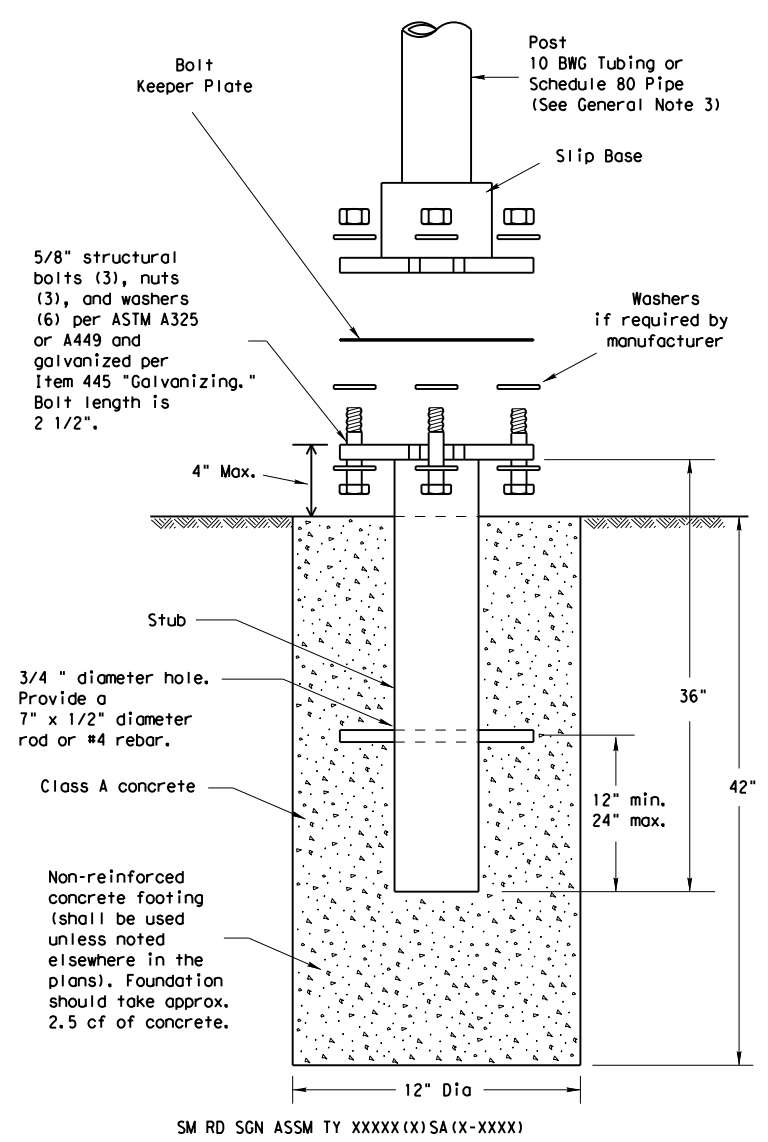 Post
10 BWG Tubing or
Schedule 80 Pipe
(See General Note 3)
Bolt
Keeper Plate
Slip Base
5/8" structural
bolts (3), nuts
(3), and washers
(6) per ASTM A325
or A449 and
galvanized per
Item 445 "Galvanizing."
Bolt length is
2 1/2".
Washers
if required by
manufacturer
4" Max.
Stub
3/4 " diameter hole.
Provide a
7" x 1/2" diameter
rod or #4 rebar.
36"
Class A concrete
12" min.
24" max.
42"
Non-reinforced
concrete footing
(shall be used
unless noted
elsewhere in the
plans). Foundation
should take approx.
2.5 cf of concrete.
12" Dia
SM RD SGN ASSM TY XXXXX(X)SA(X-XXXX)